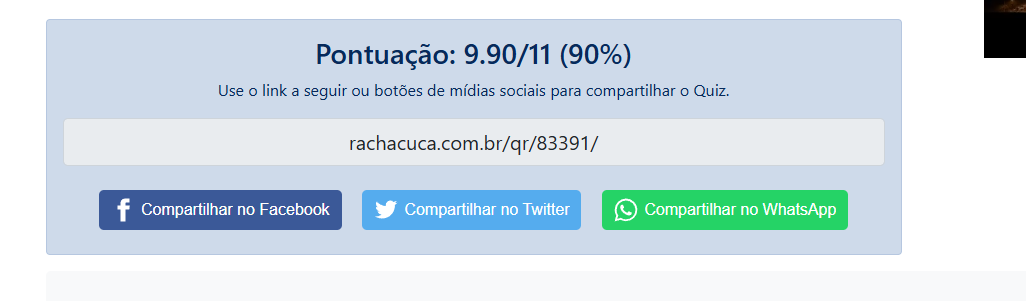 Pontuação: 9.90/11 (90%)
Use o link a seguir ou botões de mídias sociais para compartilhar o Quiz.
rachacuca.com.br/qr/83391/
Compartilhar no Facebook
Compartilhar no Twitter
Compartilhar no WhatsApp